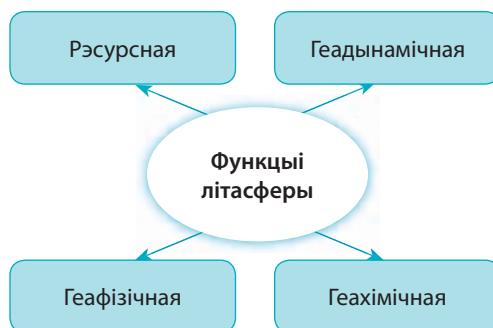 Рэсурсная
Геадынамічная
Функцыі
літасферы
Геафізічная
Геахімічная